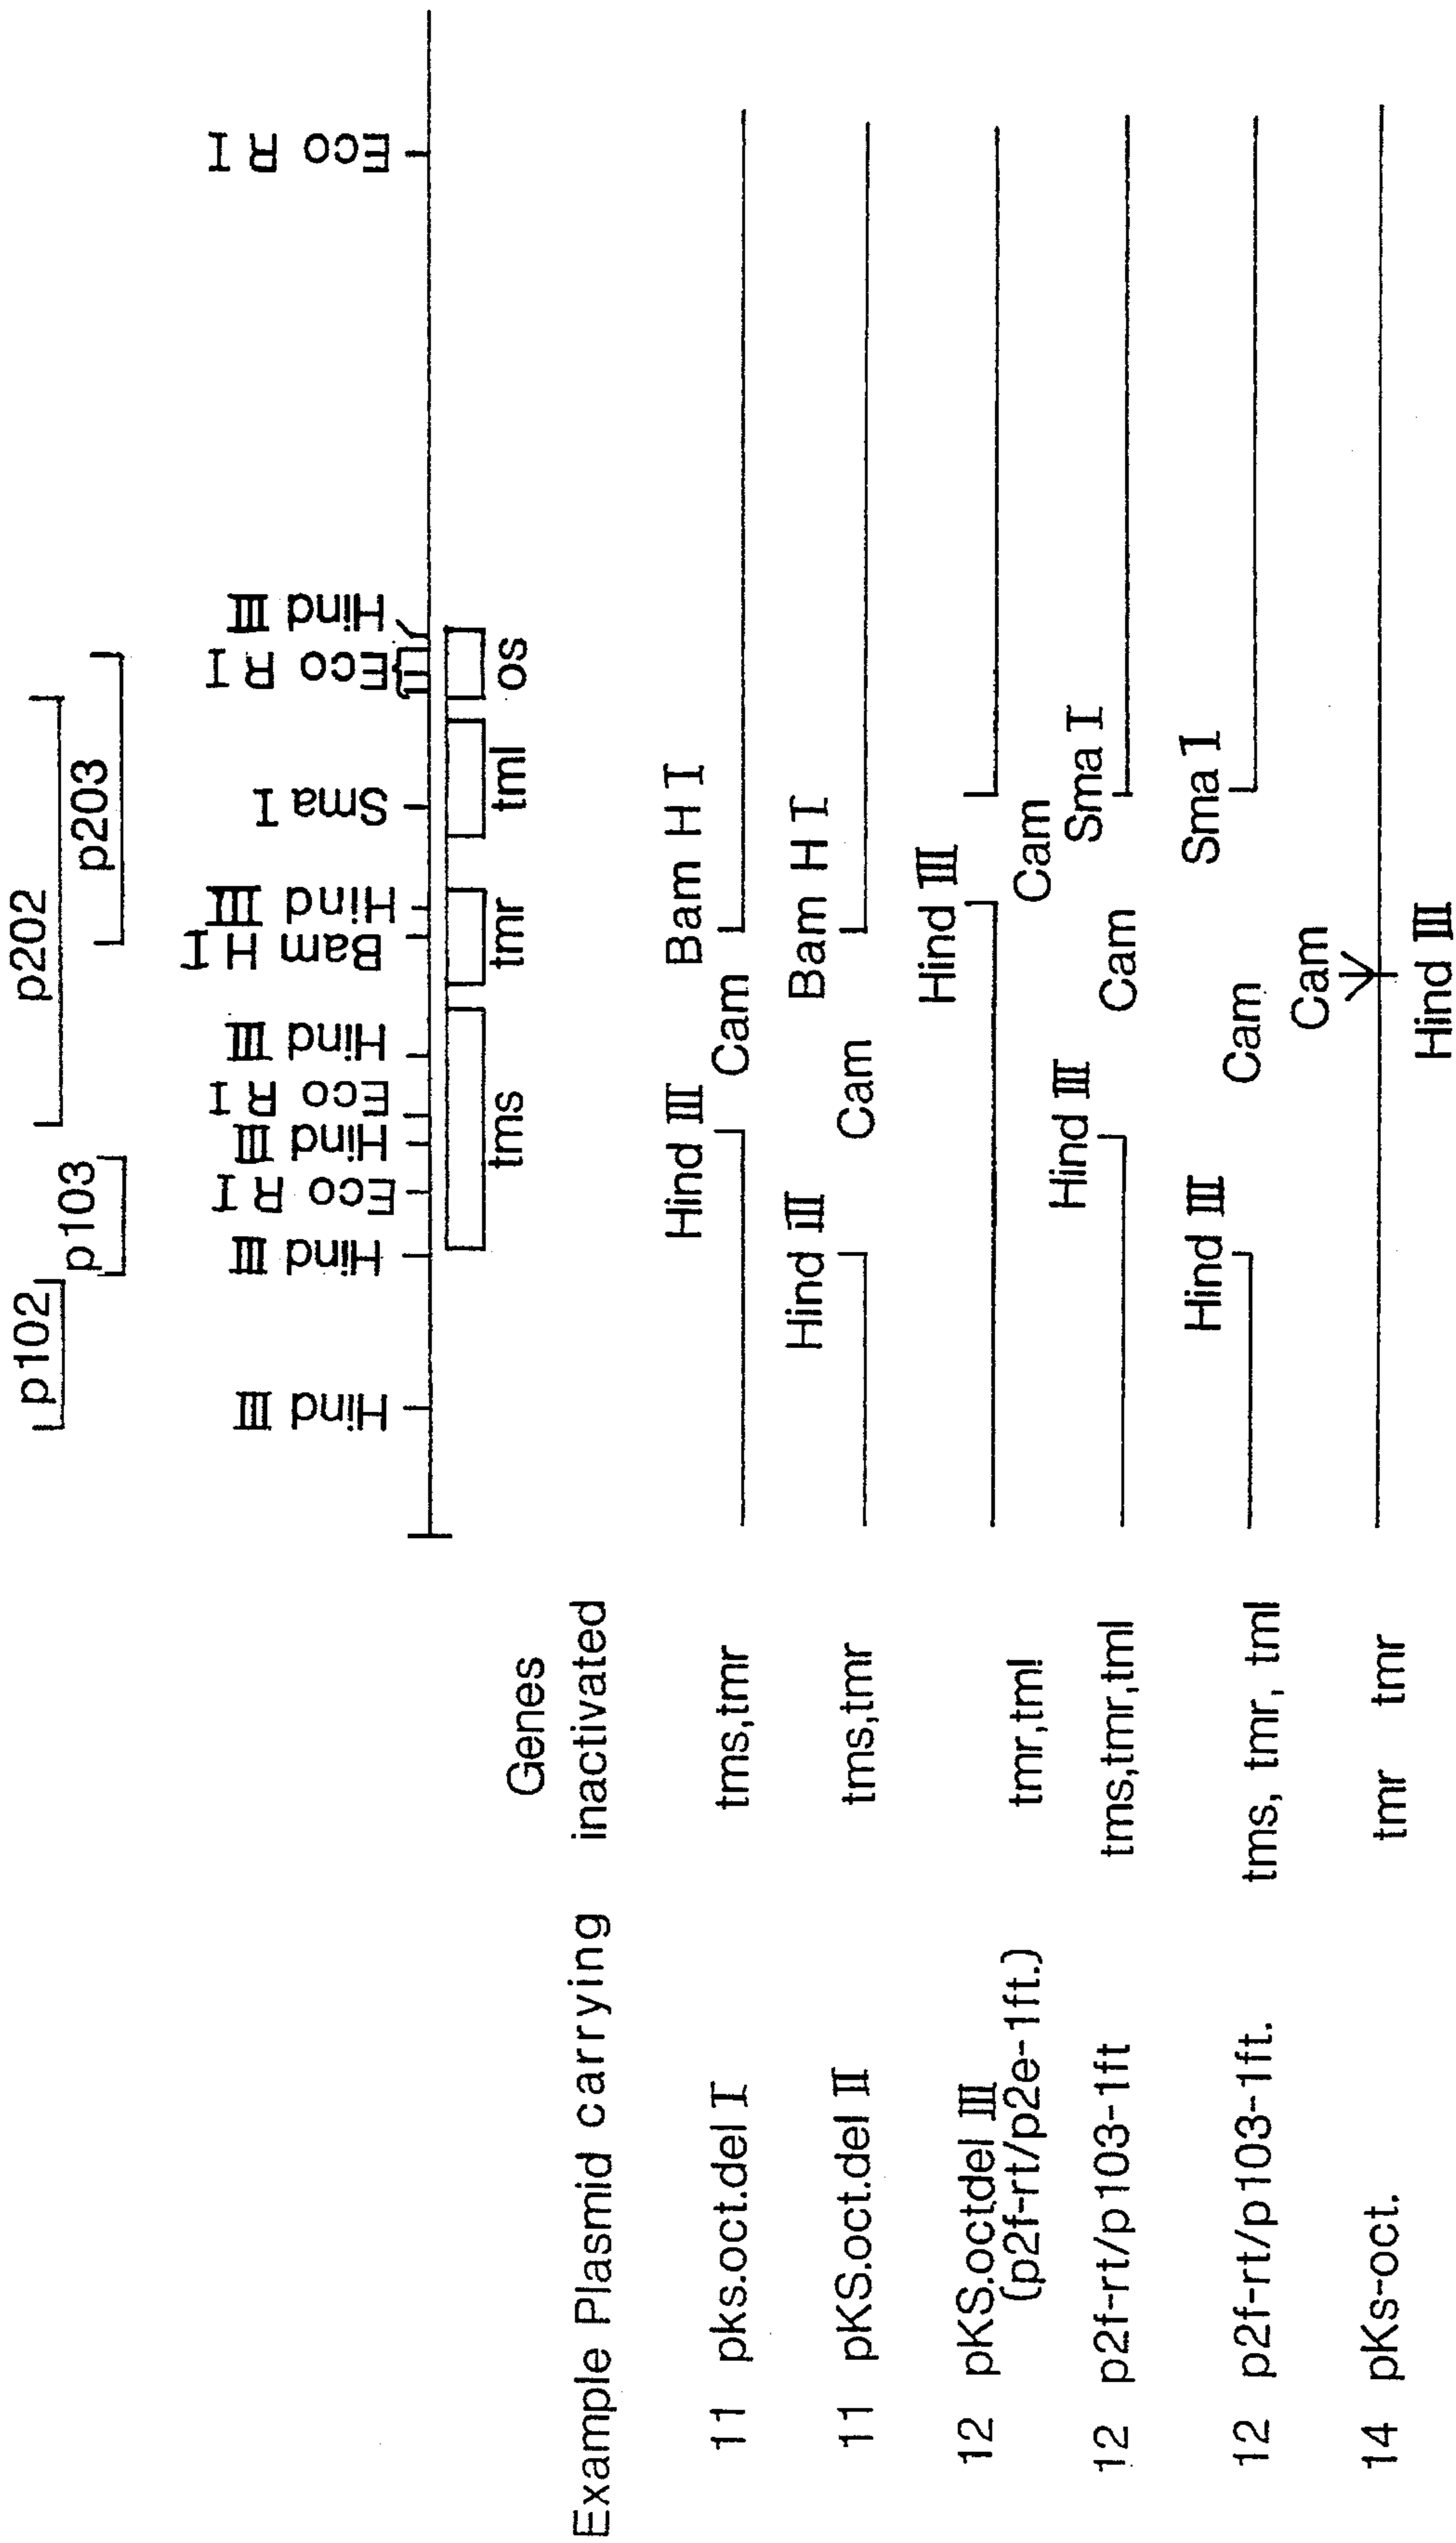 p102
p103
p202
p203
Hind III
Hind III
Eco R I
Hind III
Eco R I
Hind III
Bam H I
Hind III
Sma I
Eco R I
Hind III
Eco R I
tms
tmr
tml
os
Example Plasmid carrying
Genes
inactivated
11 pks.oct.del I
tms,tmr
Hind III
Cam
Bam H I
11 pKS.oct.del II
tms,tmr
Hind III
Cam
Bam H I
12 pKS.octdel III
(p2f-rt/p2e-1ft.)
tmr,tml
Hind III
Cam
12 p2f-rt/p103-1ft
tms,tmr,tml
Hind III
Cam
Sma I
12 p2f-rt/p103-1ft.
tms, tmr, tml
Hind III
Cam
Sma I
14 pKs-oct.
tmr tmr
Cam
Hind III